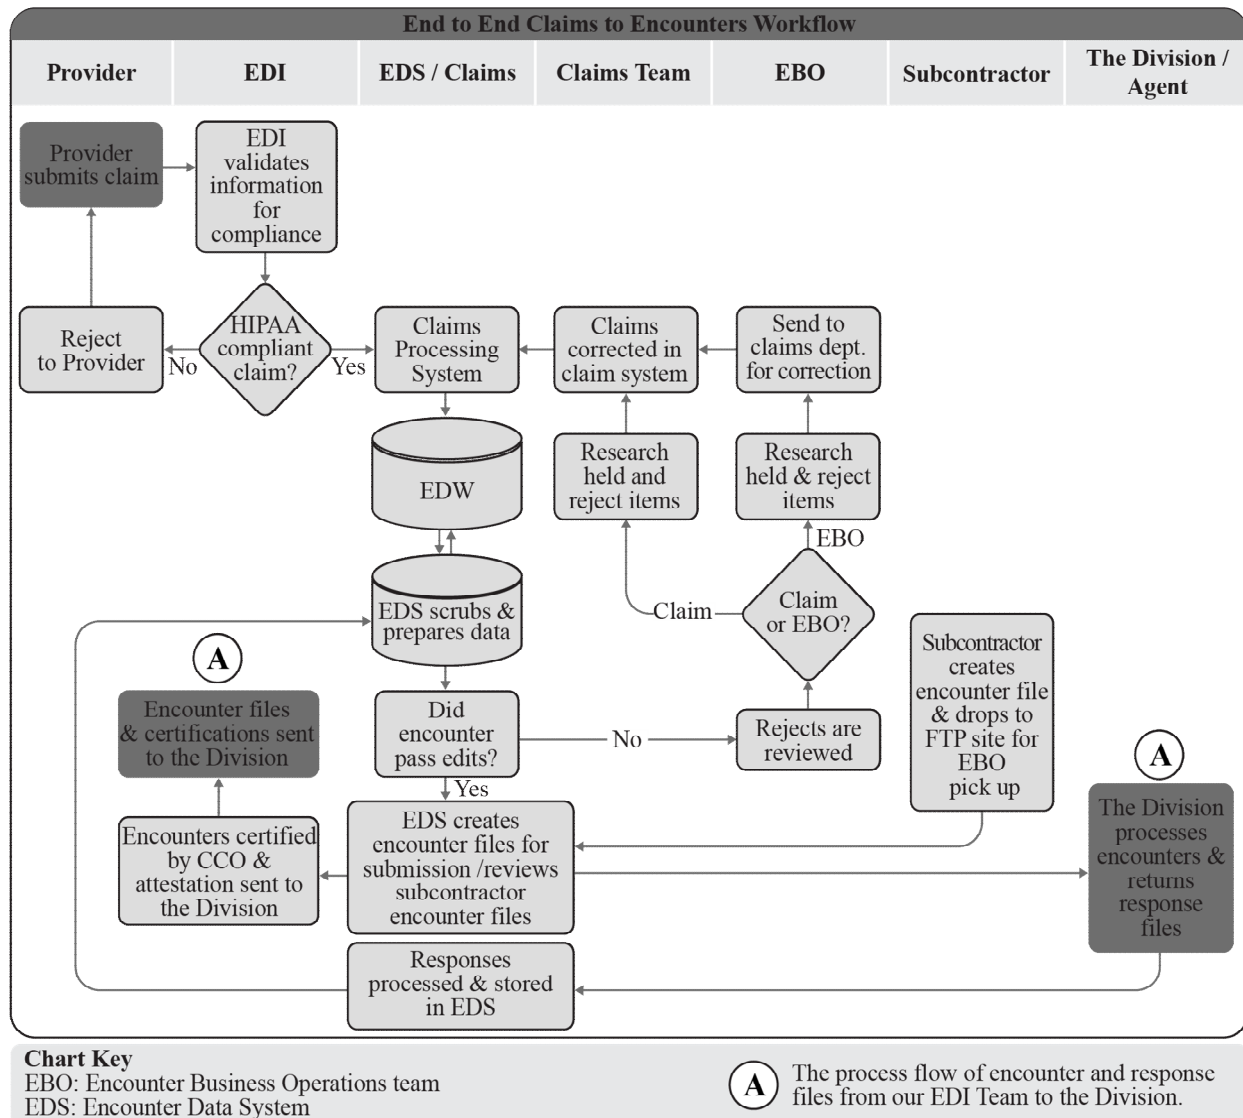 End to End Claims to Encounters Workflow
Provider
EDI
EDS / Claims
Claims Team
EBO
Subcontractor
The Division /
Agent
Provider
submits claim
EDI
validates
information
for
compliance
Reject
to Provider
No
HIPAA
compliant
claim?
Yes
Claims
Processing
System
Claims
corrected in
claim system
Send to
claims dept.
for correction
EDW
Research
held and
reject items
Research
held & reject
items
EBO
Claim
Claim
or EBO?
EDS scrubs &
prepares data
A
Encounter files
& certifications sent
to the Division
Did
encounter
pass edits?
No
Rejects are
reviewed
Subcontractor
creates
encounter file
& drops to
FTP site for
EBO
pick up
A
Yes
Encounters certified
by CCO &
attestation sent to
the Division
EDS creates
encounter files for
submission /reviews
subcontractor
encounter files
The Division
processes
encounters &
returns
response
files
Responses
processed & stored
in EDS
Chart Key
EBO: Encounter Business Operations team
EDS: Encounter Data System
A
The process flow of encounter and response
files from our EDI Team to the Division.